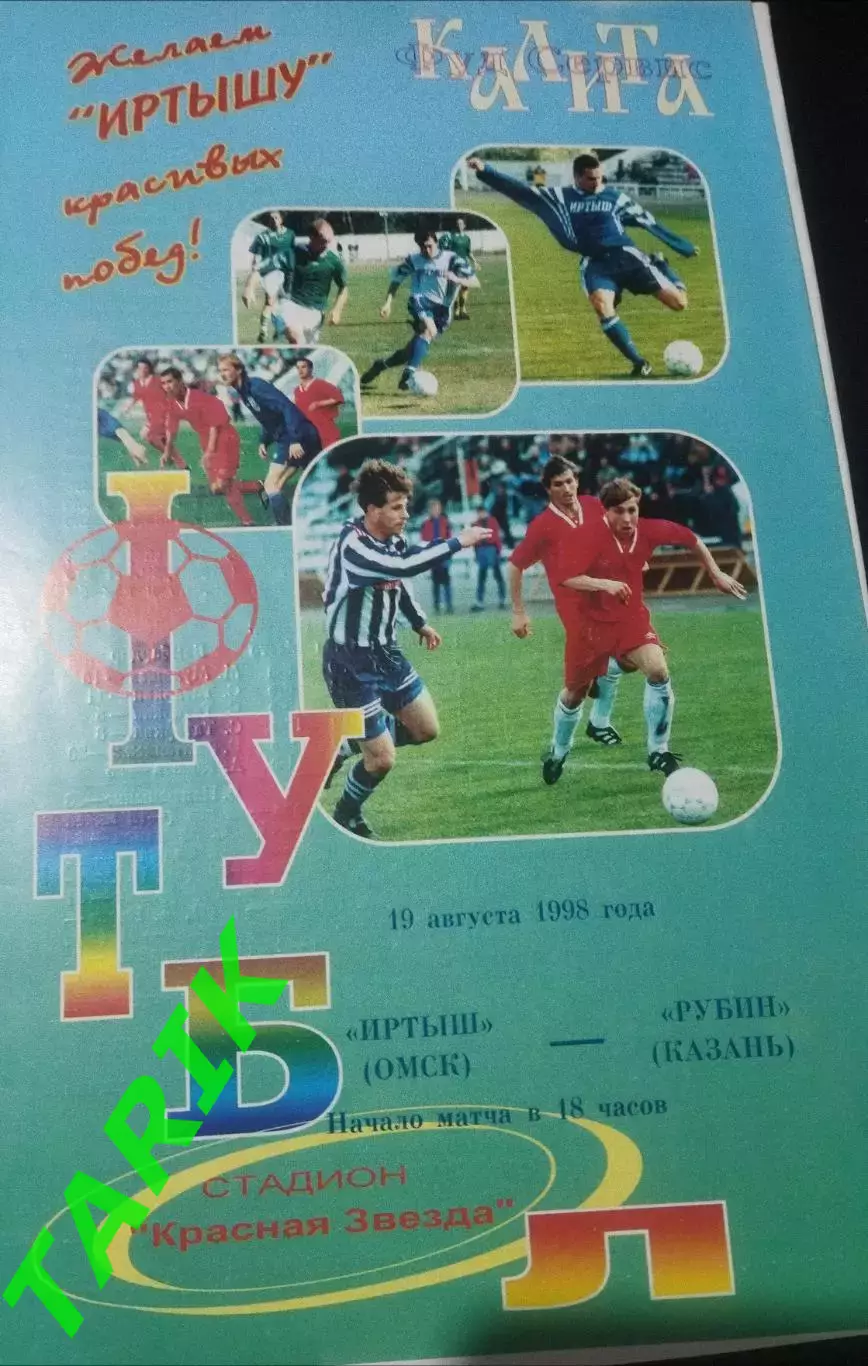 Желаем
"ИРТЫШУ"
красивых
побед!
КАЛИТА
Фуд Сервис
ИРТЫШ
ФУТБОЛ
19 августа 1998 года
«ИРТЫШ» — «РУБИН»
(ОМСК) (КАЗАНЬ)
Начало матча в 18 часов
СТАДИОН
"Красная Звезда"
TARIK